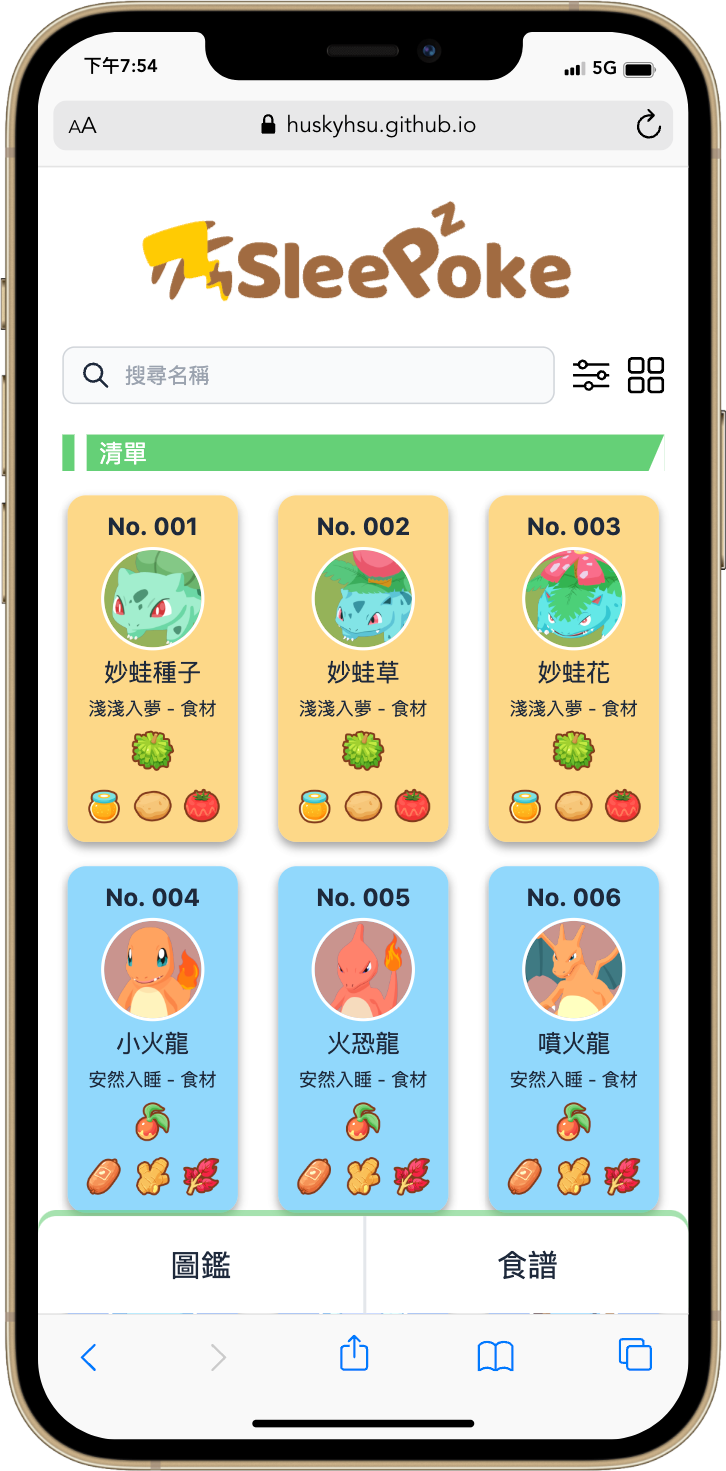 下午7:54
5G
AA
huskyhsu.github.io
SleePoke
z
搜尋名稱
清單
No. 001
No. 002
No. 003
妙蛙種子
妙蛙草
妙蛙花
淺淺入夢 - 食材
淺淺入夢 - 食材
淺淺入夢 - 食材
No. 004
No. 005
No. 006
小火龍
火恐龍
噴火龍
安然入睡 - 食材
安然入睡 - 食材
安然入睡 - 食材
圖鑑
食譜